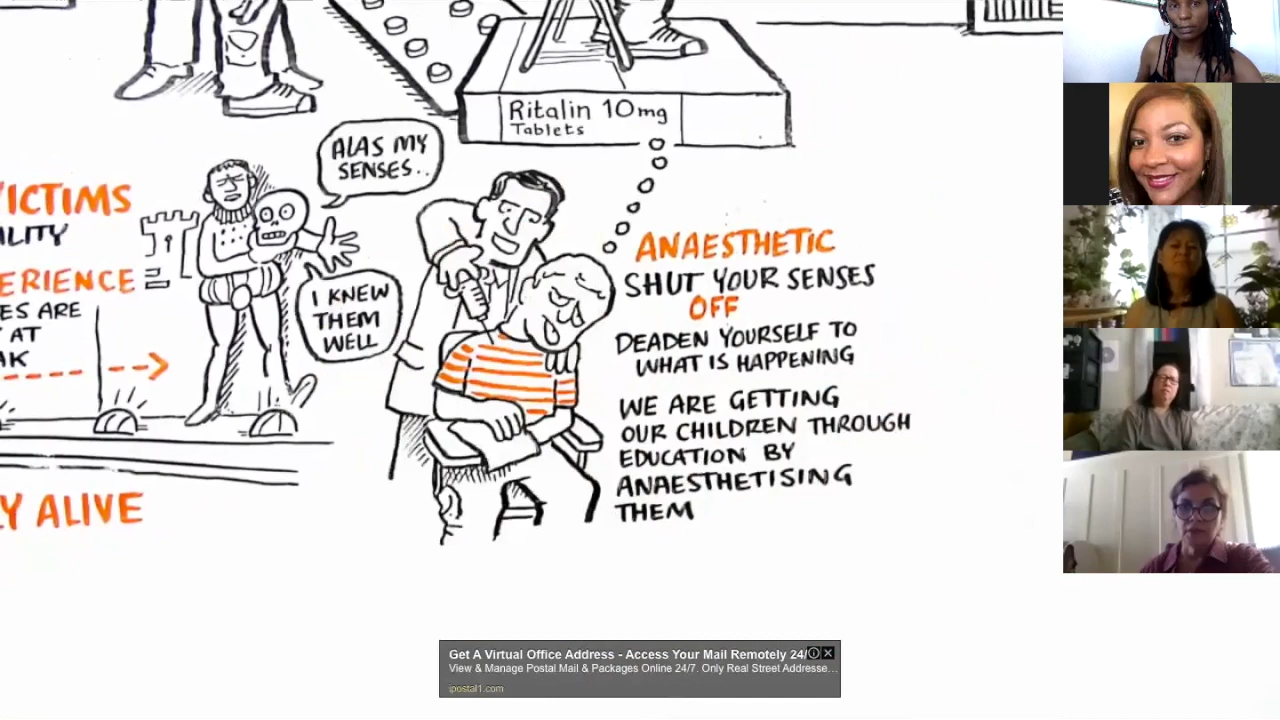 Ritalin 10mg
Tablets
ALAS MY
SENSES..
VICTIMS
ALITY
ERIENCE
ES ARE
AT
AK
I KNEW
THEM
WELL
Y ALIVE
ANAESTHETIC
SHUT YOUR SENSES
OFF
DEADEN YOURSELF TO
WHAT IS HAPPENING
WE ARE GETTING
OUR CHILDREN THROUGH
EDUCATION BY
ANAESTHETISING
THEM
Get A Virtual Office Address - Access Your Mail Remotely 24/
View & Manage Postal Mail & Packages Online 24/7. Only Real Street Addresse...
ipostal1.com